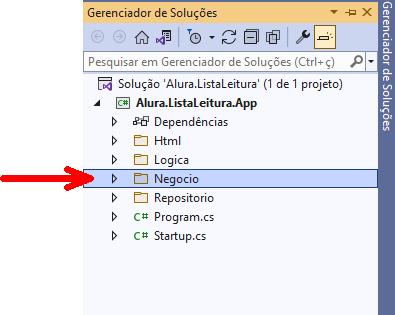 Gerenciador de Soluções
Pesquisar em Gerenciador de Soluções (Ctrl+ç)
Solução 'Alura.ListaLeitura' (1 de 1 projeto)
C# Alura.ListaLeitura.App
Dependências
Html
Logica
Negocio
Repositorio
C# Program.cs
C# Startup.cs
Gerenciador de Soluções